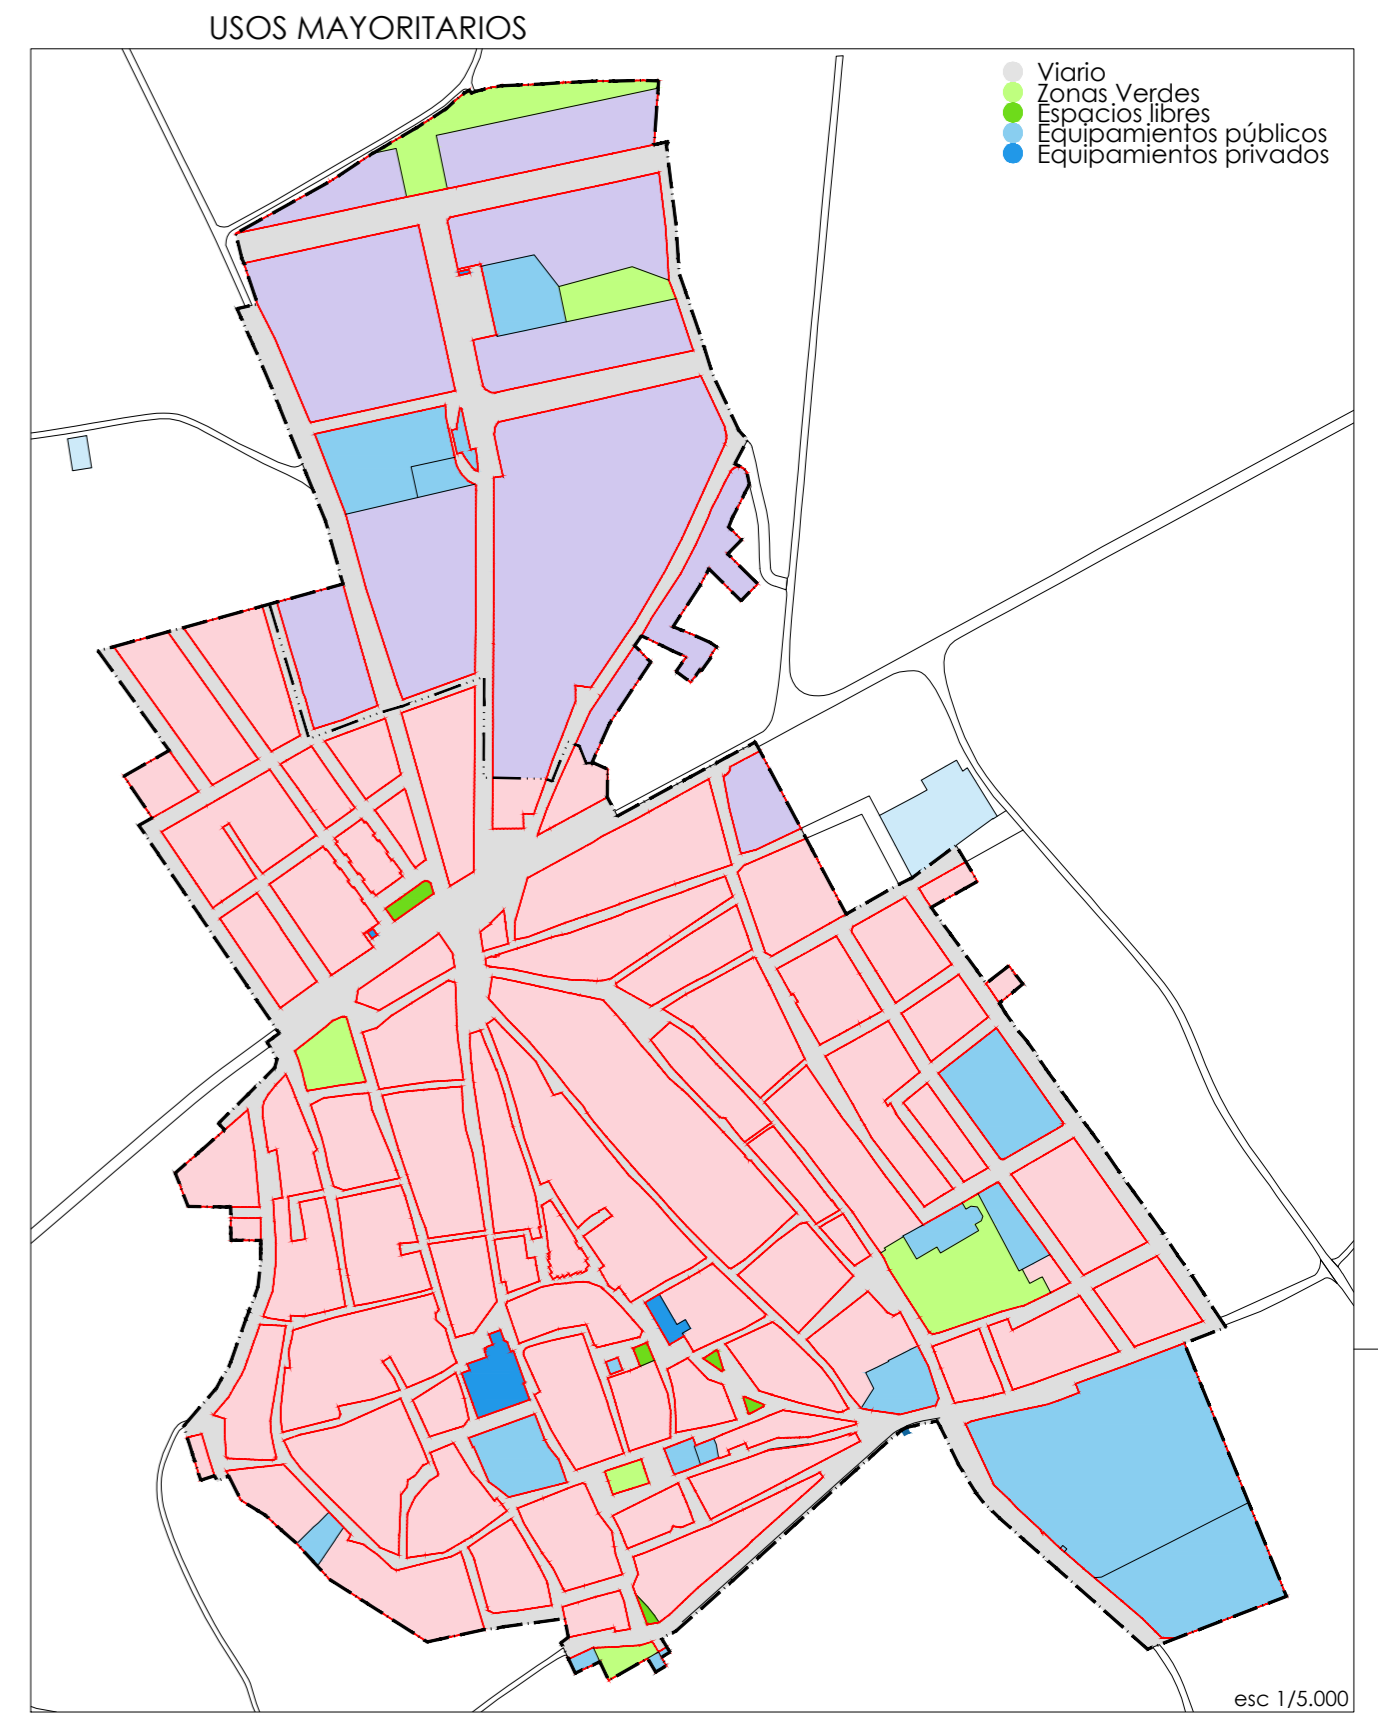 USOS MAYORITARIOS
Viario
Zonas Verdes
Espacios libres
Equipamientos públicos
Equipamientos privados
esc 1/5.000